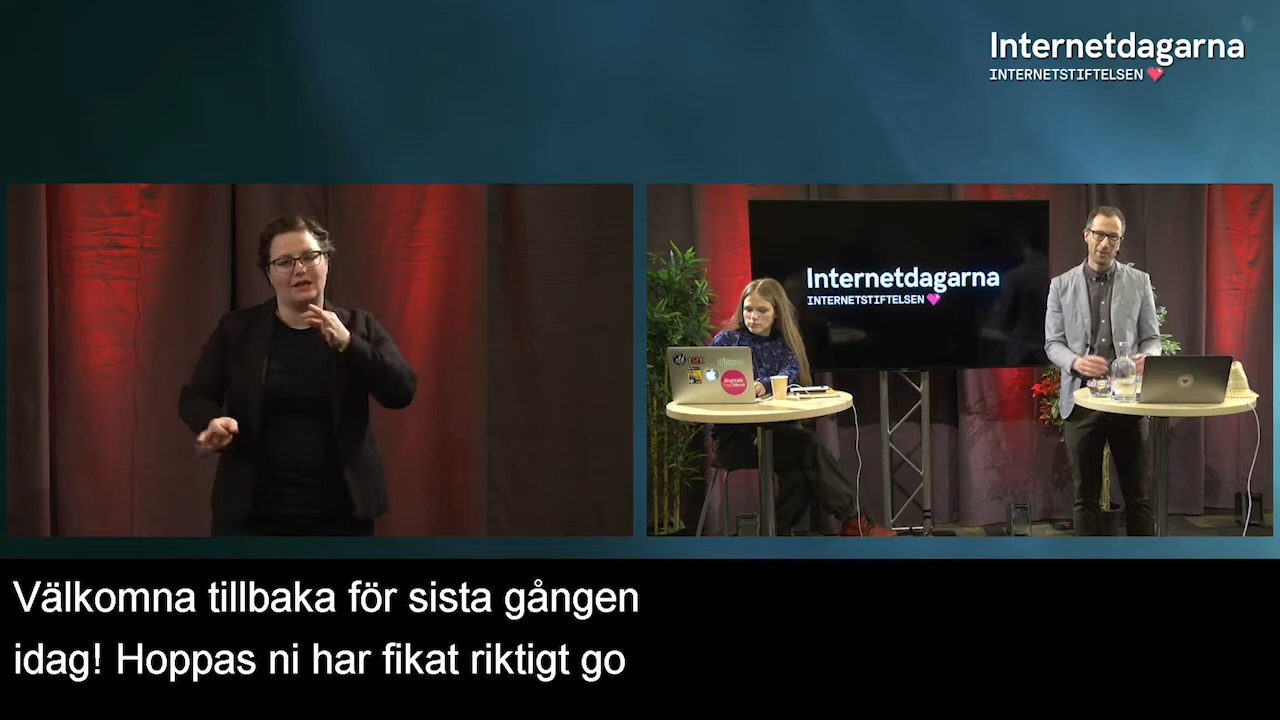 Internetdagarna
INTERNETSTIFTELSEN
Internetdagarna
INTERNETSTIFTELSEN
Välkomna tillbaka för sista gången
idag! Hoppas ni har fikat riktigt go